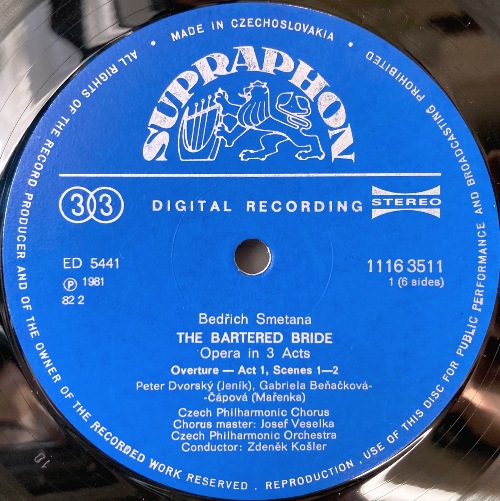 · MADE IN CZECHOSLOVAKIA ·
ALL RIGHTS OF THE RECORD PRODUCER AND OF THE OWNER OF THE RECORDED WORK RESERVED . REPRODUCTION , USE OF THIS DISC FOR PUBLIC PERFORMANCE AND BROADCASTING PROHIBITED
SUPRAPHON
33
DIGITAL RECORDING
STEREO
ED 5441
Ⓟ 1981
82 2
1116 3511
1 (6 sides)
Bedřich Smetana
THE BARTERED BRIDE
Opera in 3 Acts
Overture — Act 1, Scenes 1—2
Peter Dvorský (Jeník), Gabriela Beňačková-
-Čápová (Mařenka)
Czech Philharmonic Chorus
Chorus master: Josef Veselka
Czech Philharmonic Orchestra
Conductor: Zdeněk Košler
10